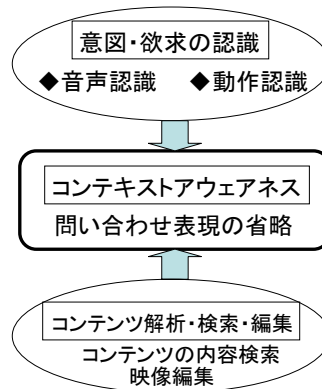 意図・欲求の認識
◆音声認識 ◆動作認識
コンテキストアウェアネス
問い合わせ表現の省略
コンテンツ解析・検索・編集
コンテンツの内容検索
映像編集